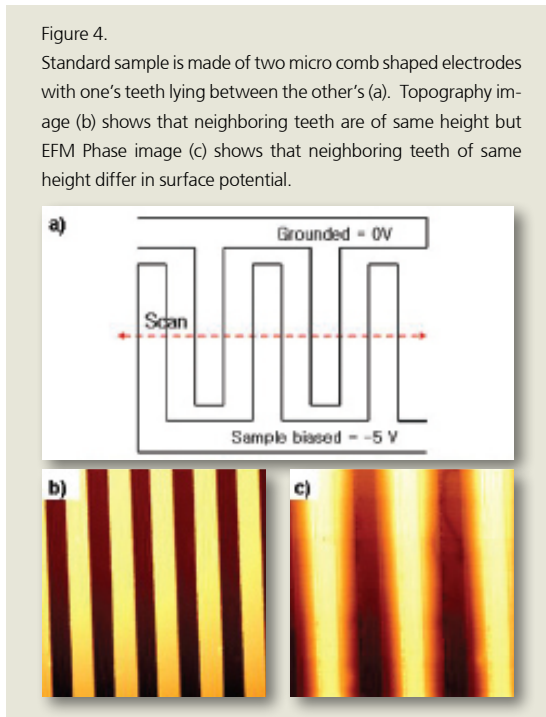 Figure 4.
Standard sample is made of two micro comb shaped electrodes
with one's teeth lying between the other's (a). Topography im-
age (b) shows that neighboring teeth are of same height but
EFM Phase image (c) shows that neighboring teeth of same
height differ in surface potential.
a)
Grounded = 0V
Scan
Sample biased = -5 V
b)
c)